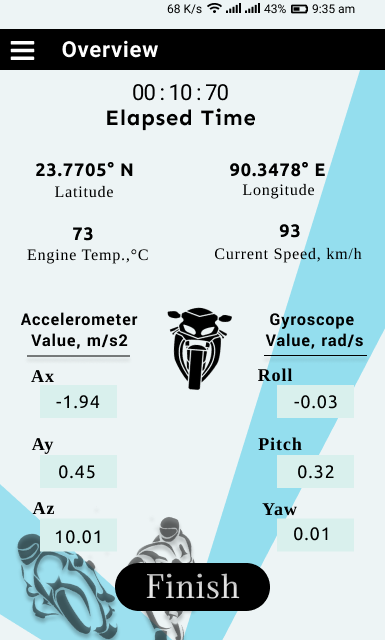 68 K/s 43% 9:35 am
Overview
00:10:70
Elapsed Time
23.7705° N 90.3478° E
Latitude Longitude
73 93
Engine Temp.,°C Current Speed, km/h
Accelerometer Gyroscope
Value, m/s2 Value, rad/s
Ax Roll
-1.94 -0.03
Ay Pitch
0.45 0.32
Az Yaw
10.01 0.01
Finish